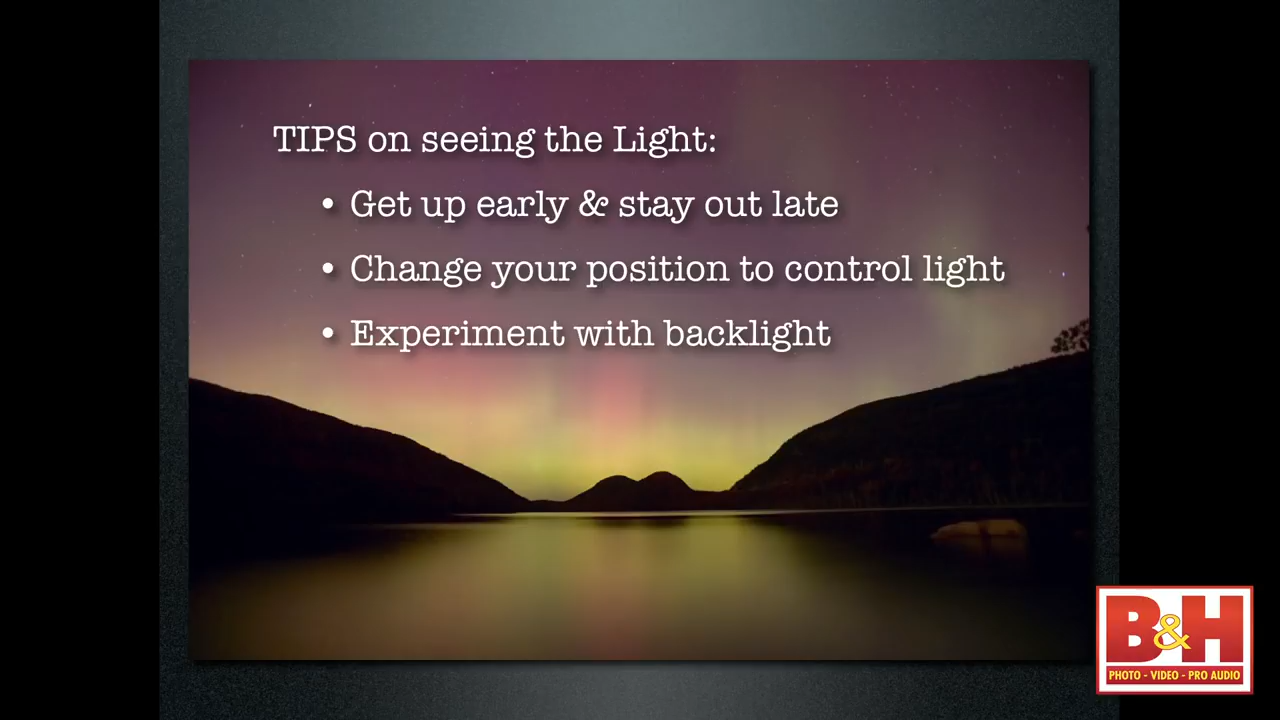 TIPS on seeing the Light:
• Get up early & stay out late
• Change your position to control light
• Experiment with backlight
B&H
PHOTO - VIDEO - PRO AUDIO